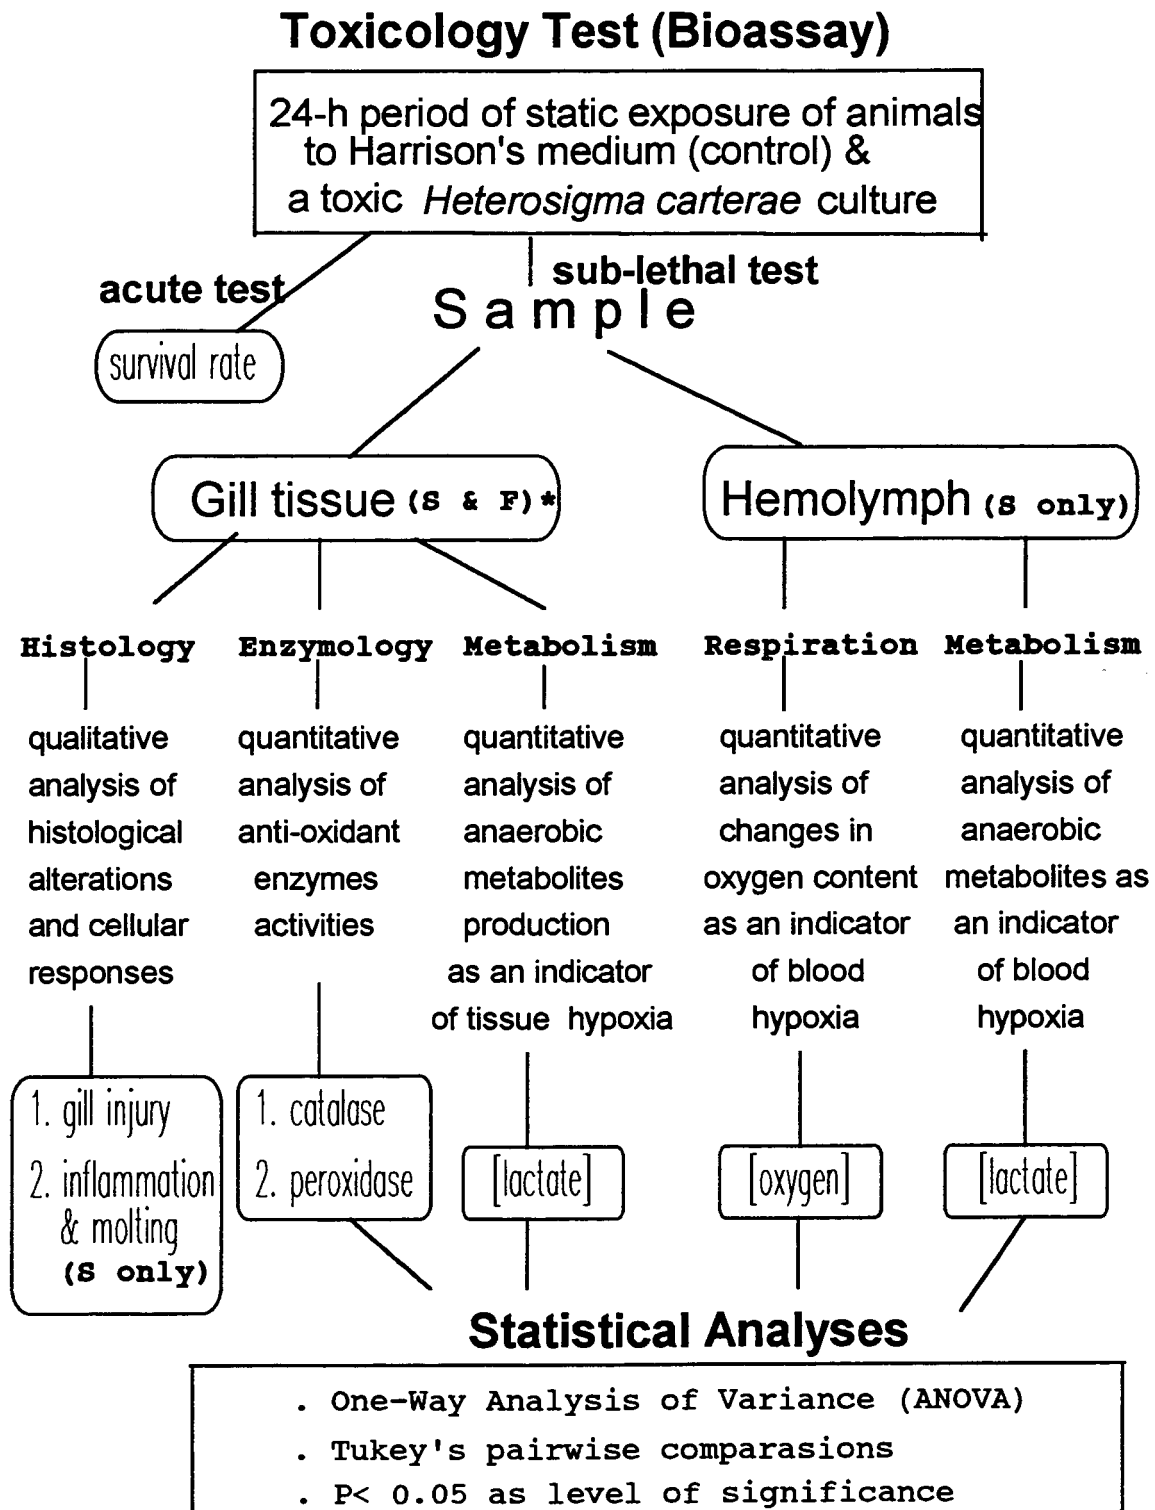 Toxicology Test (Bioassay)
24-h period of static exposure of animals
to Harrison's medium (control) &
a toxic Heterosigma carterae culture
acute test
sub-lethal test
Sample
survival rate
Gill tissue (S & F)*
Hemolymph (S only)
Histology
qualitative
analysis of
histological
alterations
and cellular
responses
1. gill injury
2. inflammation
& molting
(S only)
Enzymology
quantitative
analysis of
anti-oxidant
enzymes
activities
1. catalase
2. peroxidase
Metabolism
quantitative
analysis of
anaerobic
metabolites
production
as an indicator
of tissue hypoxia
[lactate]
Respiration
quantitative
analysis of
changes in
oxygen content
as an indicator
of blood
hypoxia
[oxygen]
Metabolism
quantitative
analysis of
anaerobic
metabolites as
an indicator
of blood
hypoxia
[lactate]
Statistical Analyses
. One-Way Analysis of Variance (ANOVA)
. Tukey's pairwise comparasions
. P< 0.05 as level of significance